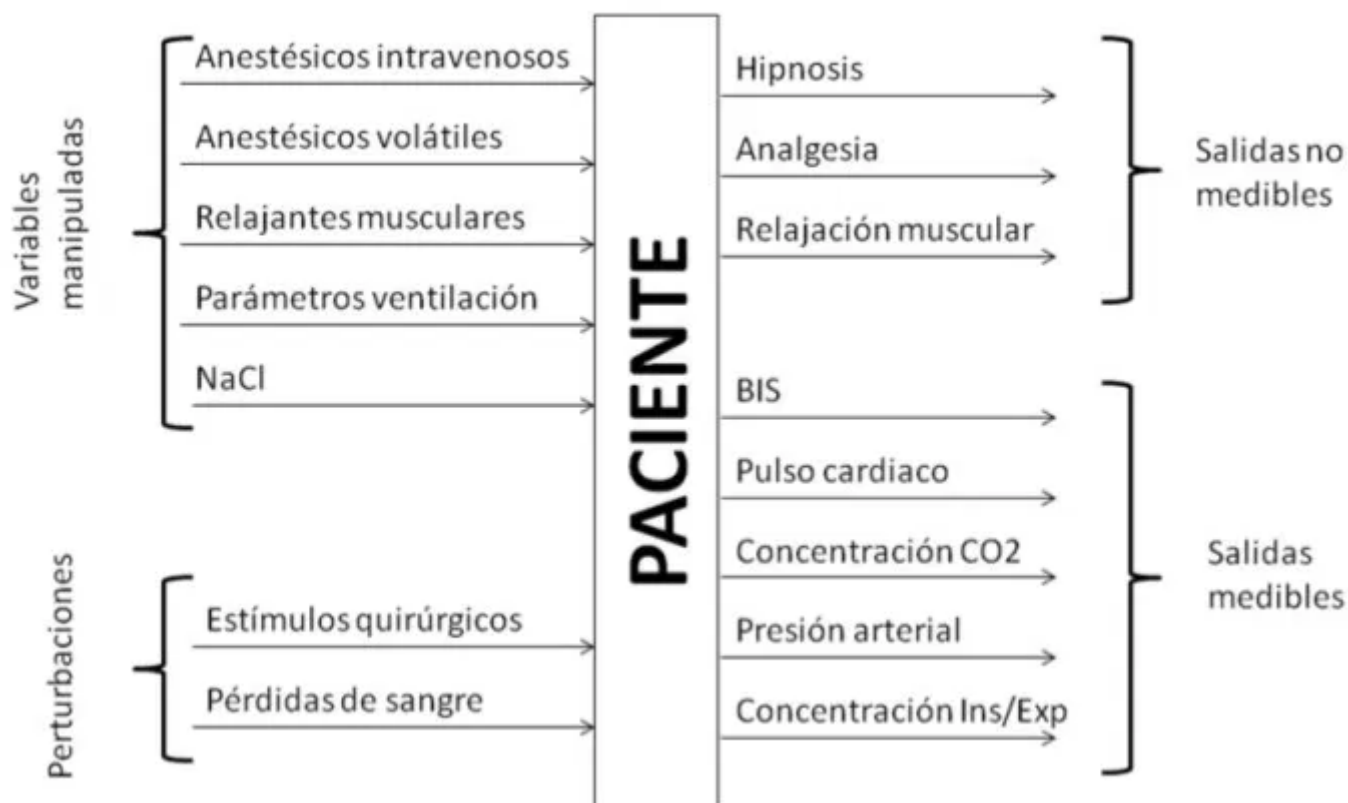 Variables
manipuladas
Anestésicos intravenosos
Anestésicos volátiles
Relajantes musculares
Parámetros ventilación
NaCl
Perturbaciones
Estímulos quirúrgicos
Pérdidas de sangre
PACIENTE
Hipnosis
Analgesia
Relajación muscular
Salidas no
medibles
BIS
Pulso cardiaco
Concentración CO2
Presión arterial
Concentración Ins/Exp
Salidas
medibles